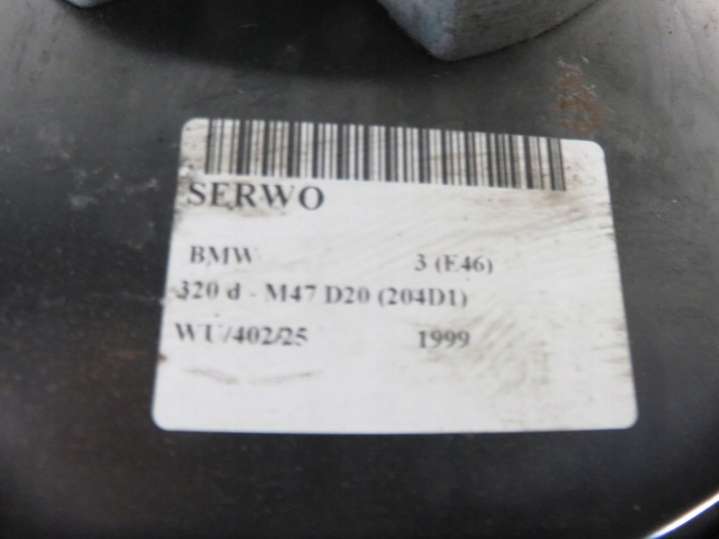 SERWO
BMW 3 (E46)
320 d - M47 D20 (204D1)
WU/402/25 1999